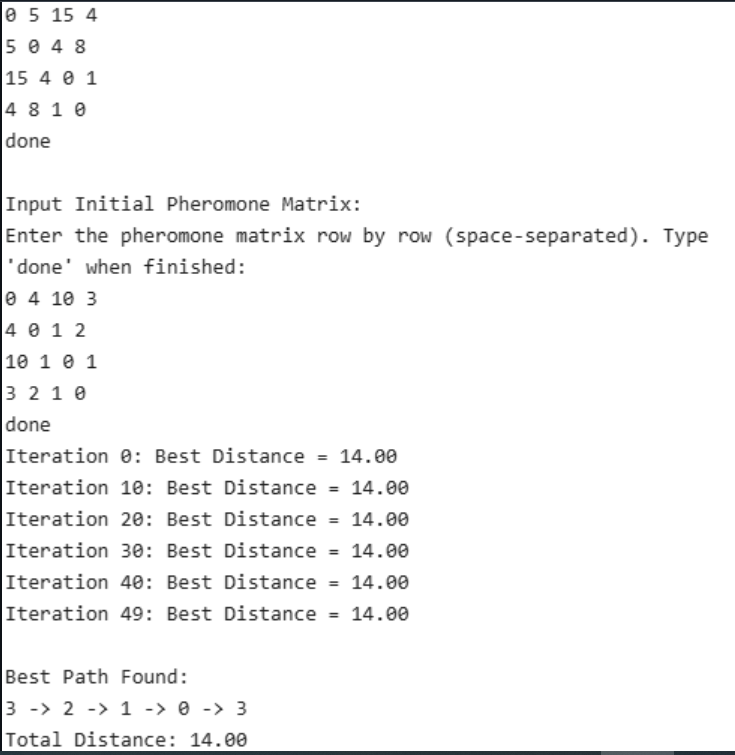 0 5 15 4
5 0 4 8
15 4 0 1
4 8 1 0
done
Input Initial Pheromone Matrix:
Enter the pheromone matrix row by row (space-separated). Type
'done' when finished:
0 4 10 3
4 0 1 2
10 1 0 1
3 2 1 0
done
Iteration 0: Best Distance = 14.00
Iteration 10: Best Distance = 14.00
Iteration 20: Best Distance = 14.00
Iteration 30: Best Distance = 14.00
Iteration 40: Best Distance = 14.00
Iteration 49: Best Distance = 14.00
Best Path Found:
3 -> 2 -> 1 -> 0 -> 3
Total Distance: 14.00